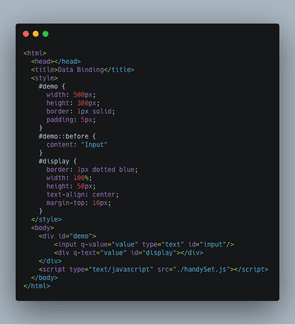 <html>
<head></head>
<title>Data Binding</title>
<style>
#demo {
width: 500px;
height: 300px;
border: 1px solid;
padding: 5px;
}
#demo::before {
content: "Input"
}
#display {
border: 1px dotted blue;
width: 100%;
height: 50px;
text-align: center;
margin-top: 10px;
}
</style>
<body>
<div id="demo">
<input q-value="value" type="text" id="input"/>
<div q-text="value" id="display"></div>
</div>
<script type="text/javascript" src="./handySet.js"></script>
</body>
</html>